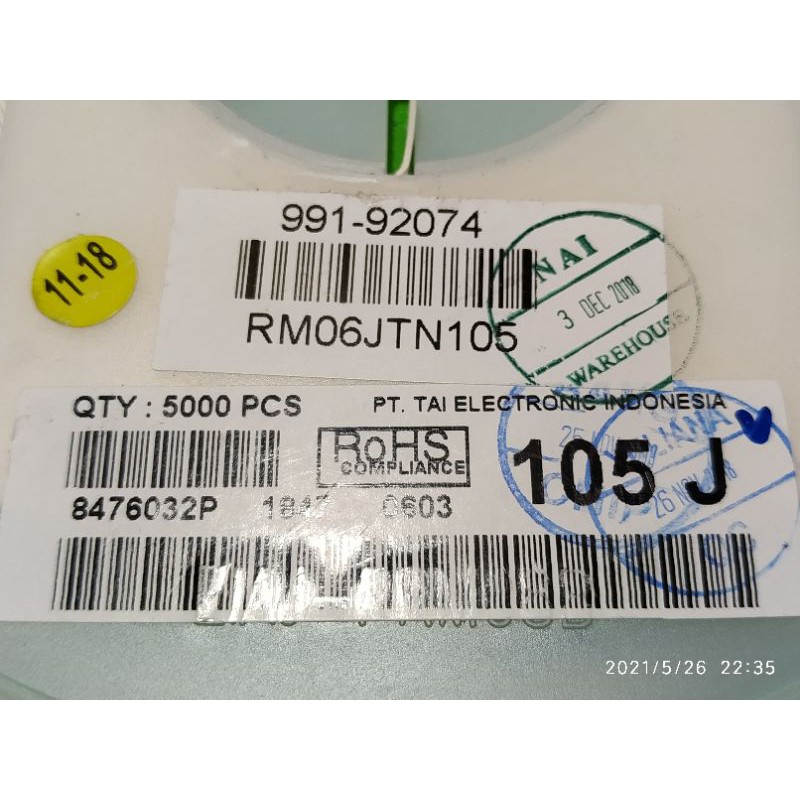 991-92074
RM06JTN105
11-18
NAI
3 DEC 2018
WAREHOUSE
QTY : 5000 PCS PT. TAI ELECTRONIC INDONESIA
RoHS
COMPLIANCE
105 J
8476032P 0603
26 NOV 2018
2021/5/26 22:35